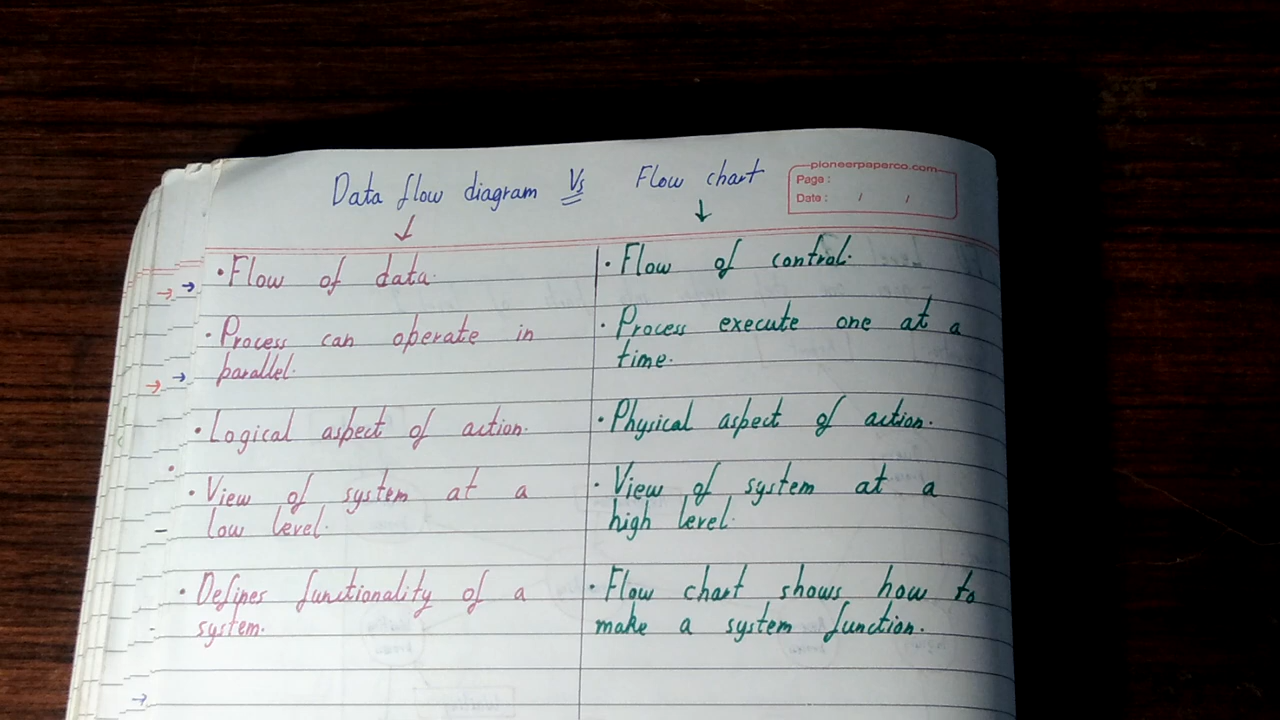 Data flow diagram Vs Flow chart
pioneerpaperco.com
Page :
Date : / /
• Flow of data.
• Flow of control.
• Process can operate in
parallel.
• Process execute one at a
time.
• Logical aspect of action.
• Physical aspect of action.
• View of system at a
low level.
• View of system at a
high level.
• Defines functionality of a
system.
• Flow chart shows how to
make a system function.